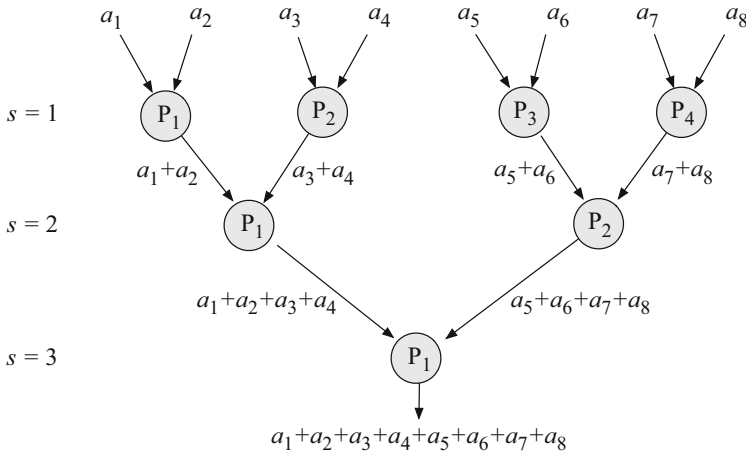 a₁ a₂ a₃ a₄ a₅ a₆ a₇ a₈
s = 1 P₁ P₂ P₃ P₄
a₁+a₂ a₃+a₄ a₅+a₆ a₇+a₈
s = 2 P₁ P₂
a₁+a₂+a₃+a₄ a₅+a₆+a₇+a₈
s = 3 P₁
a₁+a₂+a₃+a₄+a₅+a₆+a₇+a₈